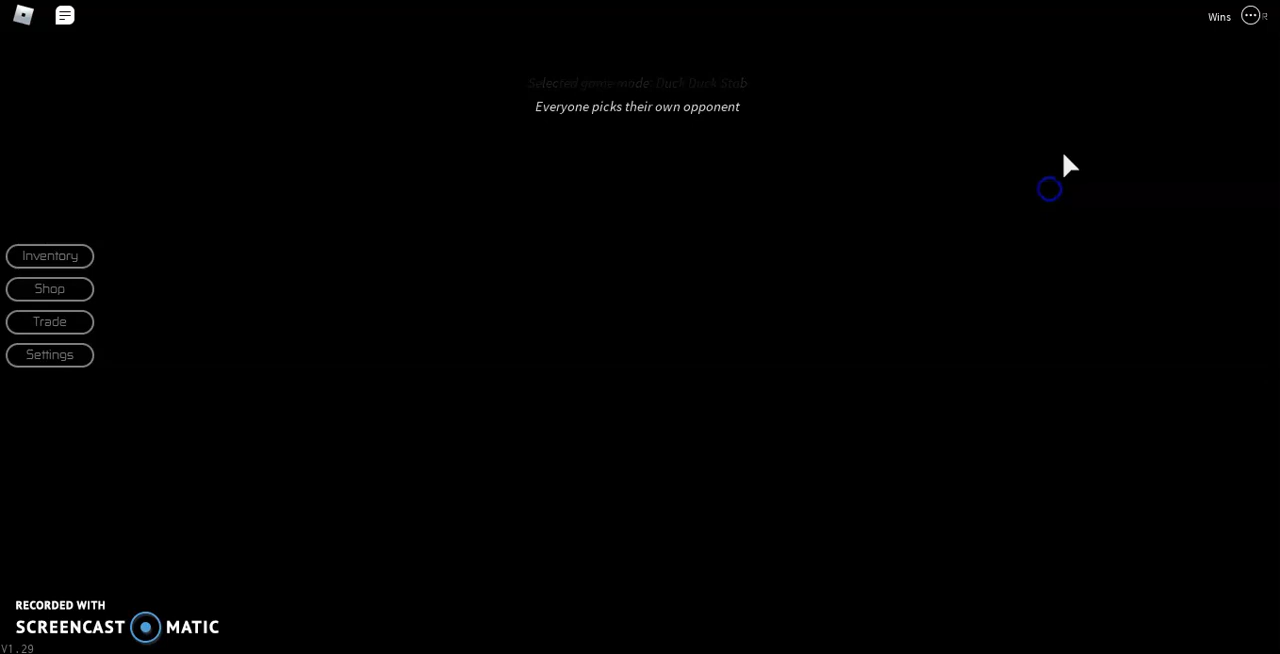 Wins
Selected game mode: Duck Duck Stab
Everyone picks their own opponent
Inventory
Shop
Trade
Settings
RECORDED WITH
SCREENCAST MATIC
V1.29